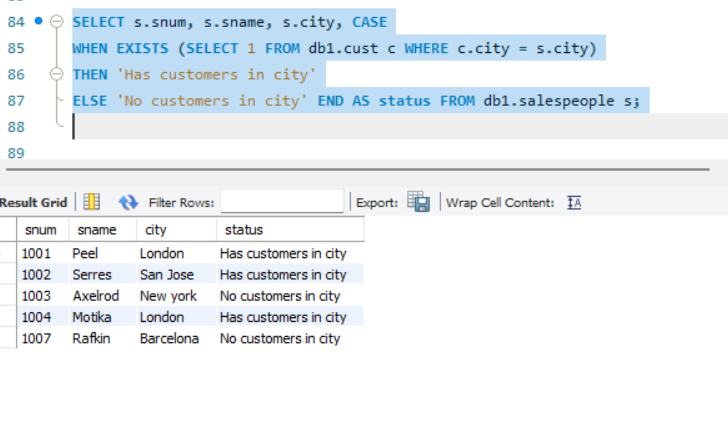 84 SELECT s.snum, s.sname, s.city, CASE
85 WHEN EXISTS (SELECT 1 FROM db1.cust c WHERE c.city = s.city)
86 THEN 'Has customers in city'
87 ELSE 'No customers in city' END AS status FROM db1.salespeople s;
88
89
Result Grid Filter Rows: Export: Wrap Cell Content:
snum sname city status
1001 Peel London Has customers in city
1002 Serres San Jose Has customers in city
1003 Axelrod New york No customers in city
1004 Motika London Has customers in city
1007 Rafkin Barcelona No customers in city